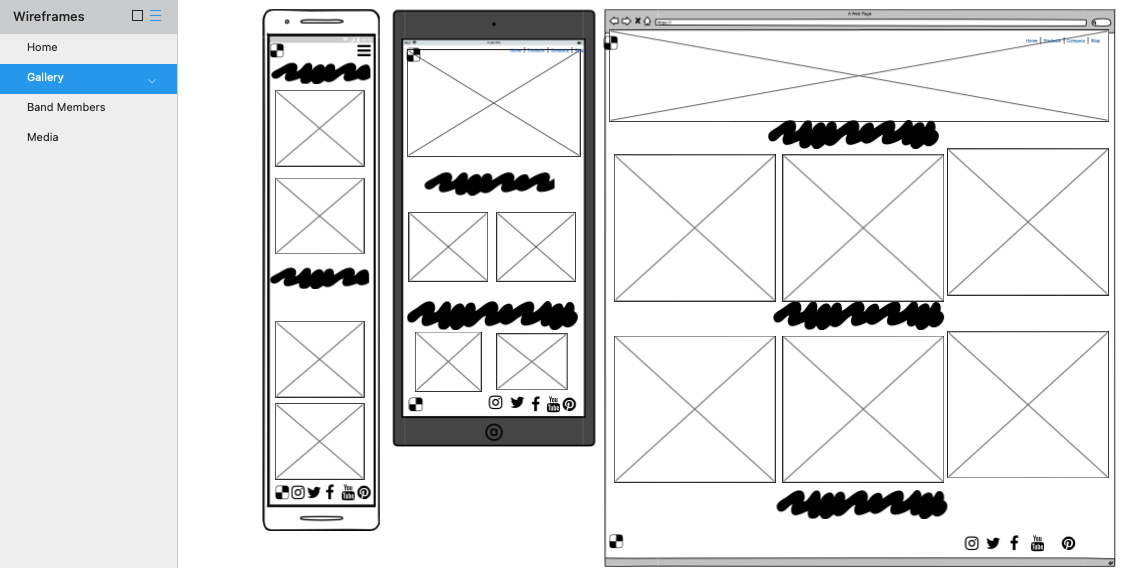 Wireframes
Home
Gallery
Band Members
Media
Home | Products | Company | Blog
A Web Page
https://
Home | Products | Company | Blog
You
Tube
You
Tube
You
Tube